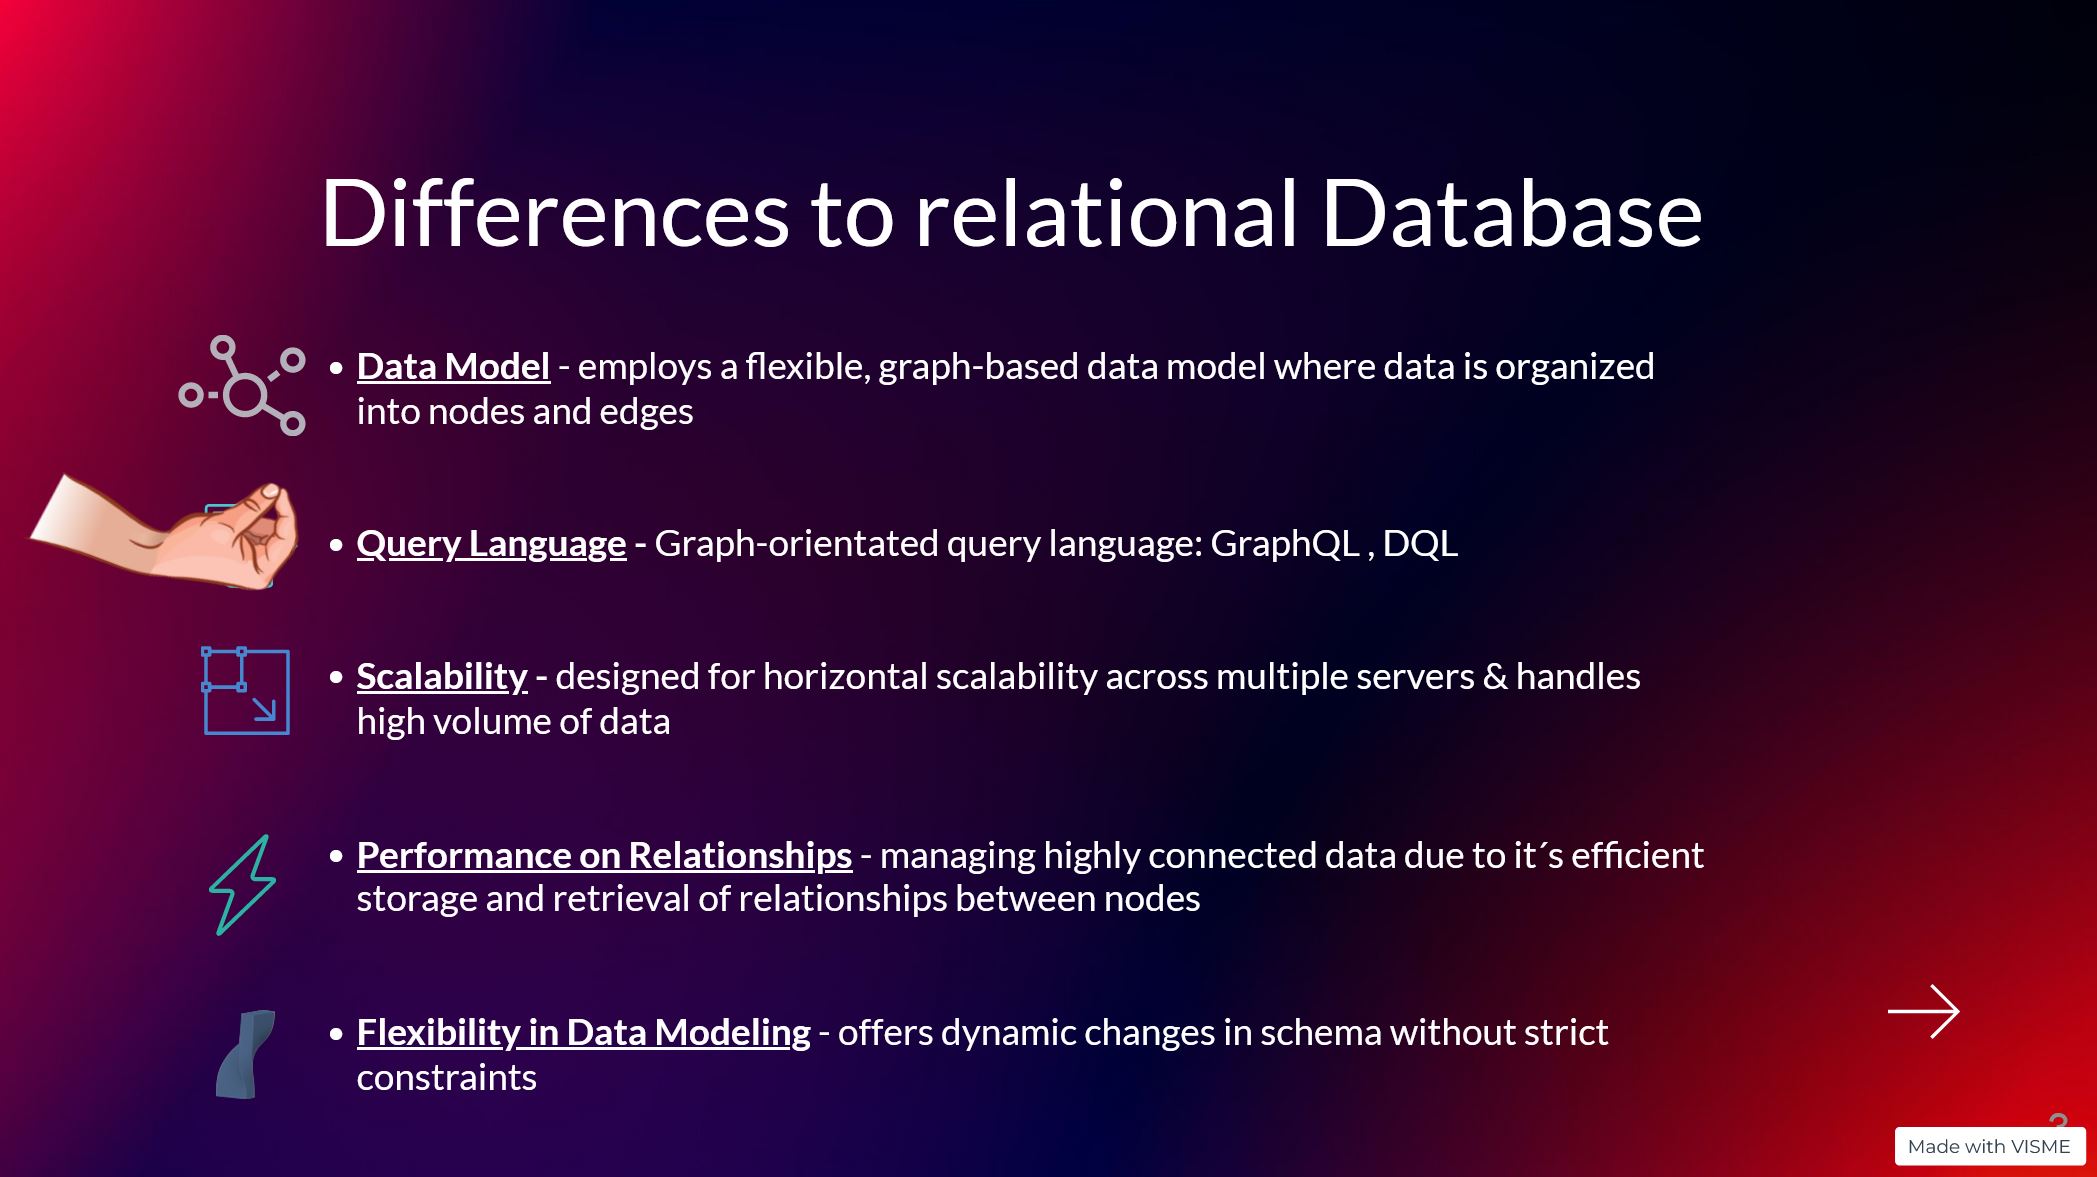 Differences to relational Database
• Data Model - employs a flexible, graph-based data model where data is organized
into nodes and edges
• Query Language - Graph-orientated query language: GraphQL , DQL
• Scalability - designed for horizontal scalability across multiple servers & handles
high volume of data
• Performance on Relationships - managing highly connected data due to it´s efficient
storage and retrieval of relationships between nodes
• Flexibility in Data Modeling - offers dynamic changes in schema without strict
constraints
Made with VISME